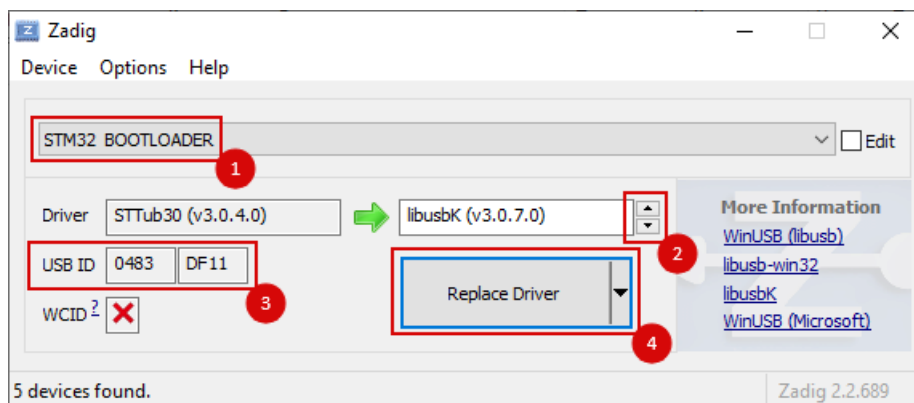 Zadig
Device Options Help
STM32 BOOTLOADER
Edit
1
Driver STTub30 (v3.0.4.0) libusbK (v3.0.7.0)
2
USB ID 0483 DF11
3
WCID ?
Replace Driver
4
More Information
WinUSB (libusb)
libusb-win32
libusbK
WinUSB (Microsoft)
5 devices found.
Zadig 2.2.689